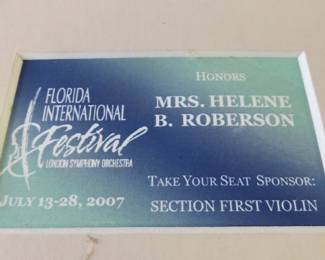 FLORIDA
INTERNATIONAL
Festival
LONDON SYMPHONY ORCHESTRA
JULY 13-28, 2007
HONORS
MRS. HELENE
B. ROBERSON
TAKE YOUR SEAT SPONSOR:
SECTION FIRST VIOLIN